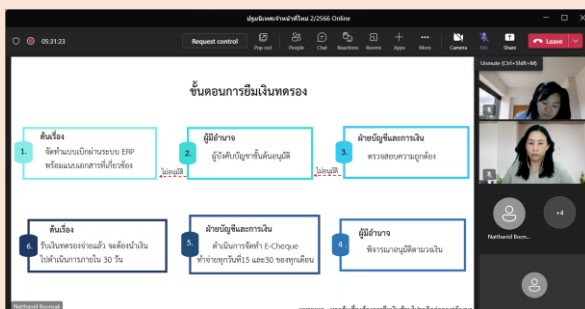 ปฐมนิเทศเจ้าหน้าที่ใหม่ 2/2566 Online
05:31:23
Request control
Pop out
People
Chat
Reactions
Rooms
Apps
More
Camera
Mic
Share
Leave
Unmute (Ctrl+Shift+M)
ขั้นตอนการยืมเงินทดรอง
1.
ต้นเรื่อง
จัดทำแบบเบิกผ่านระบบ ERP
พร้อมแนบเอกสารที่เกี่ยวข้อง
ไม่อนุมัติ
2.
ผู้มีอำนาจ
ผู้บังคับบัญชาขั้นต้นอนุมัติ
ไม่อนุมัติ
3.
ฝ่ายบัญชีและการเงิน
ตรวจสอบความถูกต้อง
6.
ต้นเรื่อง
รับเงินทดรองจ่ายแล้ว จะต้องนำเงิน
ไปดำเนินการภายใน 30 วัน
5.
ฝ่ายบัญชีและการเงิน
ดำเนินการจัดทำ E-Cheque
ทำจ่ายทุกวันที่15 และ30 ของทุกเดือน
4.
ผู้มีอำนาจ
พิจารณาอนุมัติตามวงเงิน
Natthanid Boon...
+4
Natthanid Boonnak